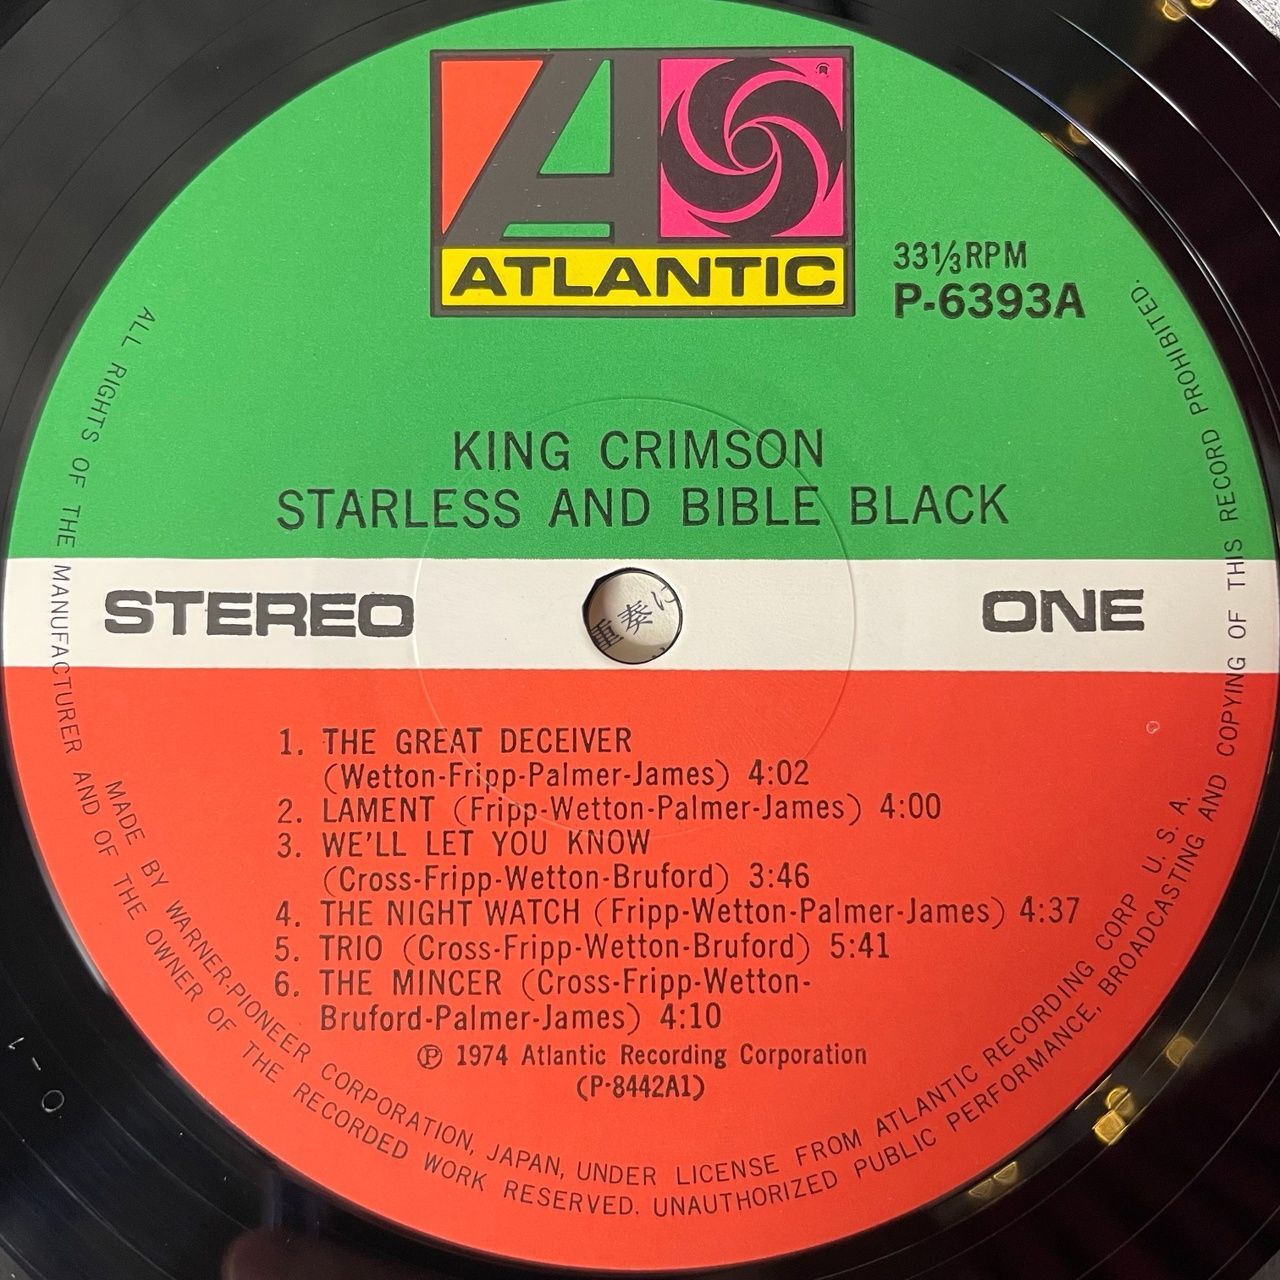 ATLANTIC
33⅓RPM
P-6393A
KING CRIMSON
STARLESS AND BIBLE BLACK
STEREO
ONE
1. THE GREAT DECEIVER
(Wetton-Fripp-Palmer-James) 4:02
2. LAMENT (Fripp-Wetton-Palmer-James) 4:00
3. WE'LL LET YOU KNOW
(Cross-Fripp-Wetton-Bruford) 3:46
4. THE NIGHT WATCH (Fripp-Wetton-Palmer-James) 4:37
5. TRIO (Cross-Fripp-Wetton-Bruford) 5:41
6. THE MINCER (Cross-Fripp-Wetton-
Bruford-Palmer-James) 4:10
Ⓟ 1974 Atlantic Recording Corporation
(P-8442A1)
MADE BY WARNER-PIONEER CORPORATION, JAPAN, UNDER LICENSE FROM ATLANTIC RECORDING CORP U. S. A.
ALL RIGHTS OF THE MANUFACTURER AND OF THE OWNER OF THE RECORDED WORK RESERVED. UNAUTHORIZED PUBLIC PERFORMANCE, BROADCASTING AND COPYING OF THIS RECORD PROHIBITED.
1-0